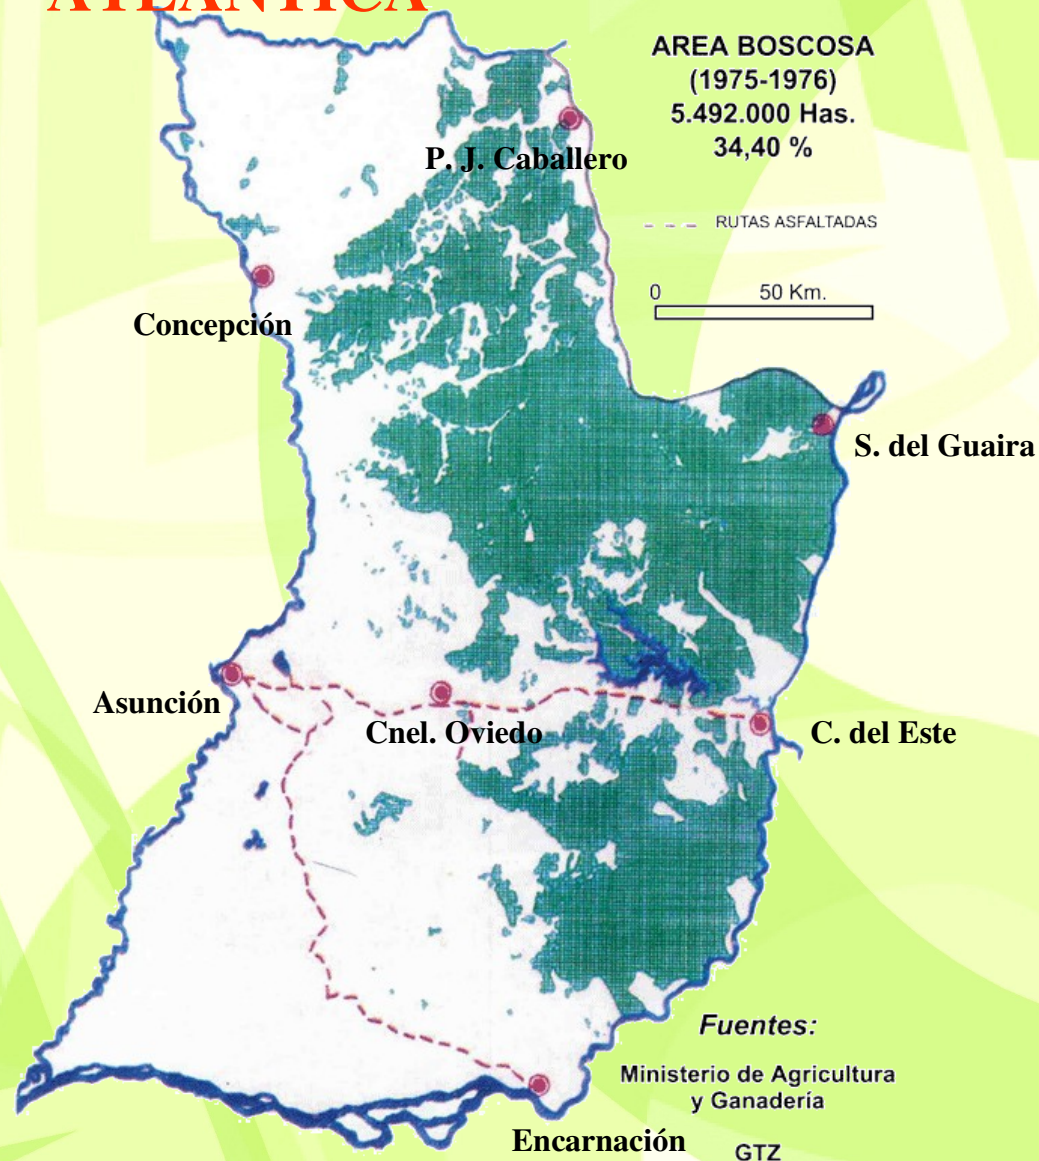 ATLÁNTICA
AREA BOSCOSA
(1975-1976)
5.492.000 Has.
34,40 %
P. J. Caballero
RUTAS ASFALTADAS
0 50 Km.
Concepción
S. del Guaira
Asunción
Cnel. Oviedo
C. del Este
Fuentes:
Ministerio de Agricultura
y Ganadería
Encarnación
GTZ